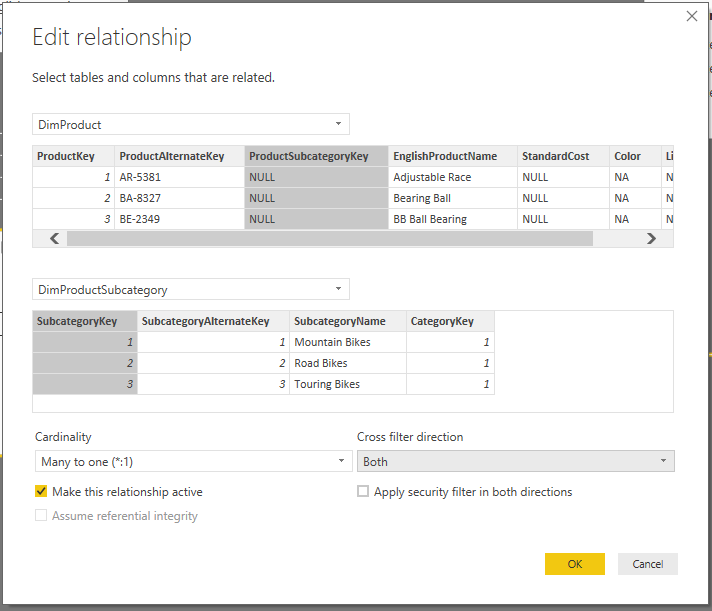 Edit relationship
Select tables and columns that are related.
DimProduct
ProductKey ProductAlternateKey ProductSubcategoryKey EnglishProductName StandardCost Color Li
1 AR-5381 NULL Adjustable Race NULL NA N
2 BA-8327 NULL Bearing Ball NULL NA N
3 BE-2349 NULL BB Ball Bearing NULL NA N
DimProductSubcategory
SubcategoryKey SubcategoryAlternateKey SubcategoryName CategoryKey
1 1 Mountain Bikes 1
2 2 Road Bikes 1
3 3 Touring Bikes 1
Cardinality Cross filter direction
Many to one (*:1) Both
Make this relationship active Apply security filter in both directions
Assume referential integrity
OK Cancel